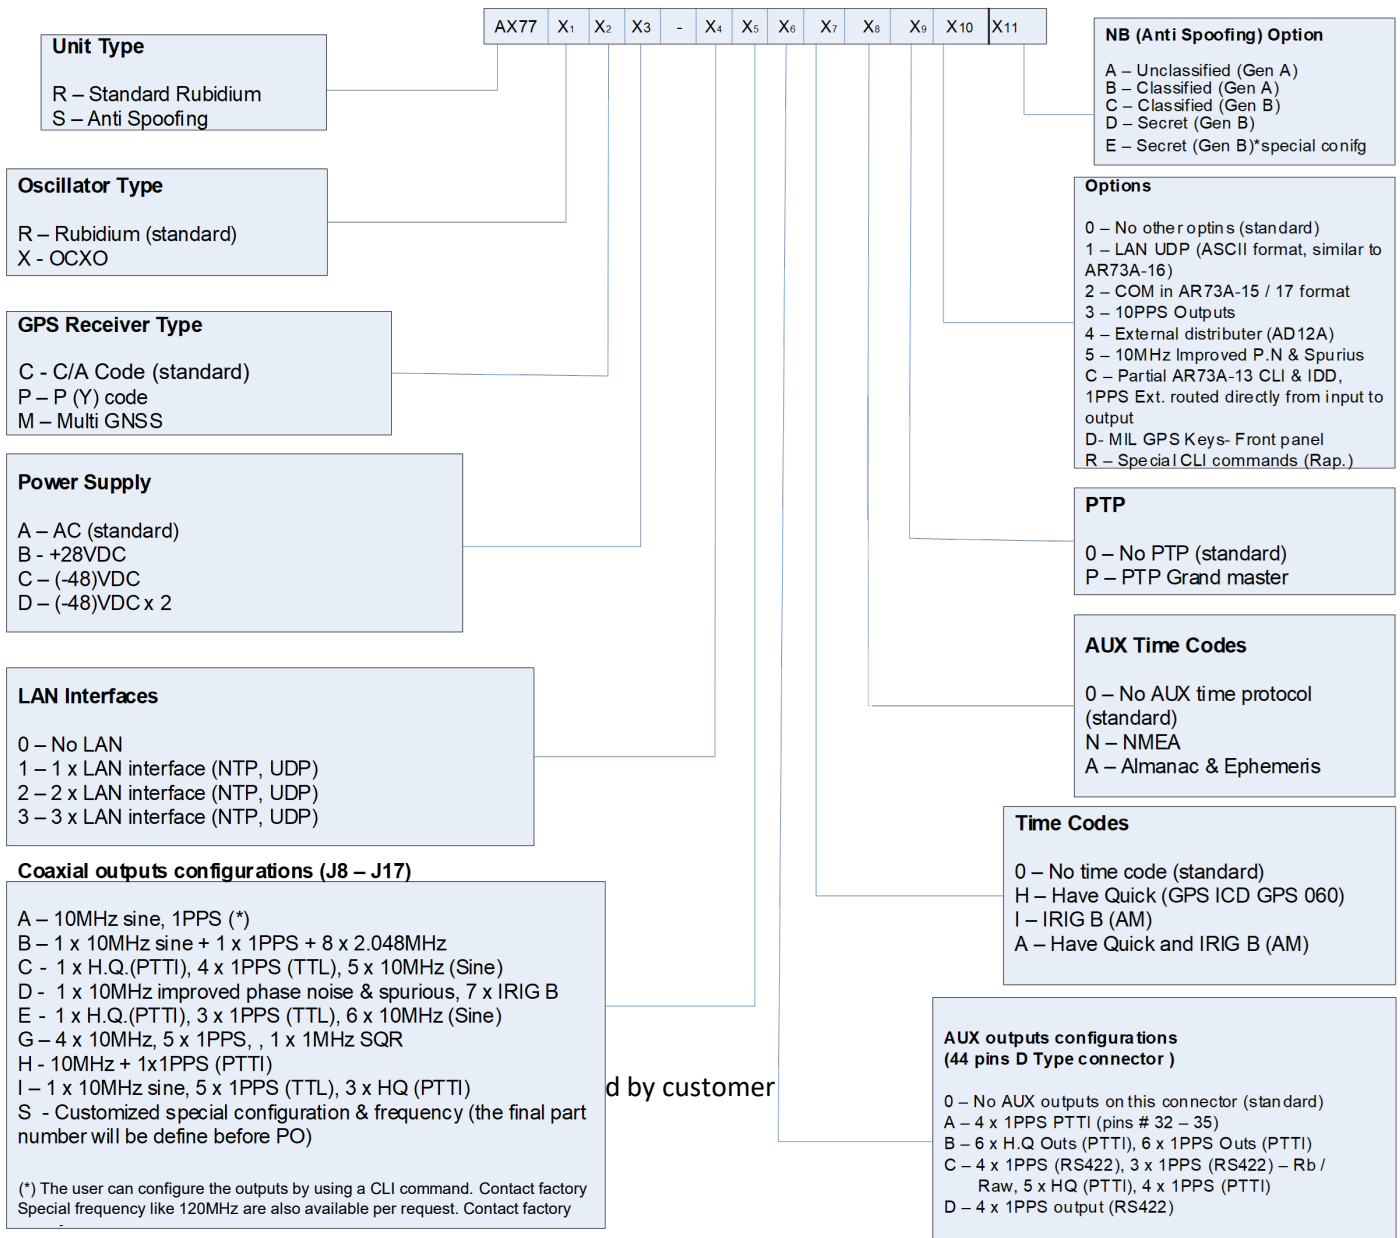 AX77 X1 X2 X3 - X4 X5 X6 X7 X8 X9 X10 X11
Unit Type
R – Standard Rubidium
S – Anti Spoofing
Oscillator Type
R – Rubidium (standard)
X - OCXO
GPS Receiver Type
C - C/A Code (standard)
P – P (Y) code
M – Multi GNSS
Power Supply
A – AC (standard)
B - +28VDC
C – (-48)VDC
D – (-48)VDC x 2
LAN Interfaces
0 – No LAN
1 – 1 x LAN interface (NTP, UDP)
2 – 2 x LAN interface (NTP, UDP)
3 – 3 x LAN interface (NTP, UDP)
Coaxial outputs configurations (J8 – J17)
A – 10MHz sine, 1PPS (*)
B – 1 x 10MHz sine + 1 x 1PPS + 8 x 2.048MHz
C - 1 x H.Q.(PTTI), 4 x 1PPS (TTL), 5 x 10MHz (Sine)
D - 1 x 10MHz improved phase noise & spurious, 7 x IRIG B
E - 1 x H.Q.(PTTI), 3 x 1PPS (TTL), 6 x 10MHz (Sine)
G – 4 x 10MHz, 5 x 1PPS, , 1 x 1MHz SQR
H - 10MHz + 1x1PPS (PTTI)
I – 1 x 10MHz sine, 5 x 1PPS (TTL), 3 x HQ (PTTI)
S - Customized special configuration & frequency (the final part
number will be define before PO)
(*) The user can configure the outputs by using a CLI command. Contact factory
Special frequency like 120MHz are also available per request. Contact factory
d by customer
NB (Anti Spoofing) Option
A – Unclassified (Gen A)
B – Classified (Gen A)
C – Classified (Gen B)
D – Secret (Gen B)
E – Secret (Gen B)*special conifg
Options
0 – No other optins (standard)
1 – LAN UDP (ASCII format, similar to
AR73A-16)
2 – COM in AR73A-15 / 17 format
3 – 10PPS Outputs
4 – External distributer (AD12A)
5 – 10MHz Improved P.N & Spurius
C – Partial AR73A-13 CLI & IDD,
1PPS Ext. routed directly from input to
output
D- MIL GPS Keys- Front panel
R – Special CLI commands (Rap.)
PTP
0 – No PTP (standard)
P – PTP Grand master
AUX Time Codes
0 – No AUX time protocol
(standard)
N – NMEA
A – Almanac & Ephemeris
Time Codes
0 – No time code (standard)
H – Have Quick (GPS ICD GPS 060)
I – IRIG B (AM)
A – Have Quick and IRIG B (AM)
AUX outputs configurations
(44 pins D Type connector )
0 – No AUX outputs on this connector (standard)
A – 4 x 1PPS PTTI (pins # 32 – 35)
B – 6 x H.Q Outs (PTTI), 6 x 1PPS Outs (PTTI)
C – 4 x 1PPS (RS422), 3 x 1PPS (RS422) – Rb /
Raw, 5 x HQ (PTTI), 4 x 1PPS (PTTI)
D – 4 x 1PPS output (RS422)